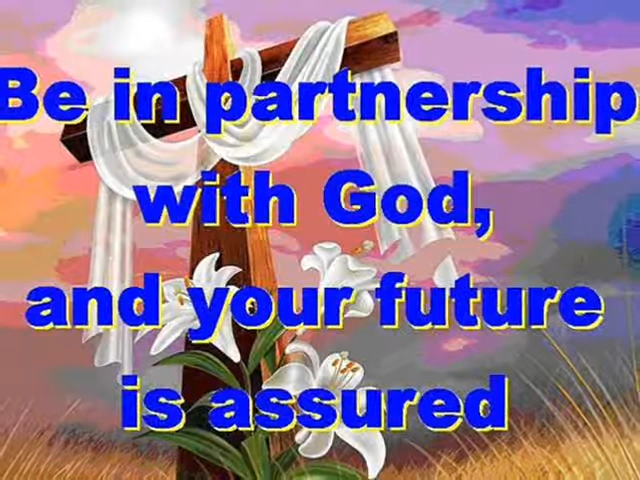 Be in partnership
with God,
and your future
is assured